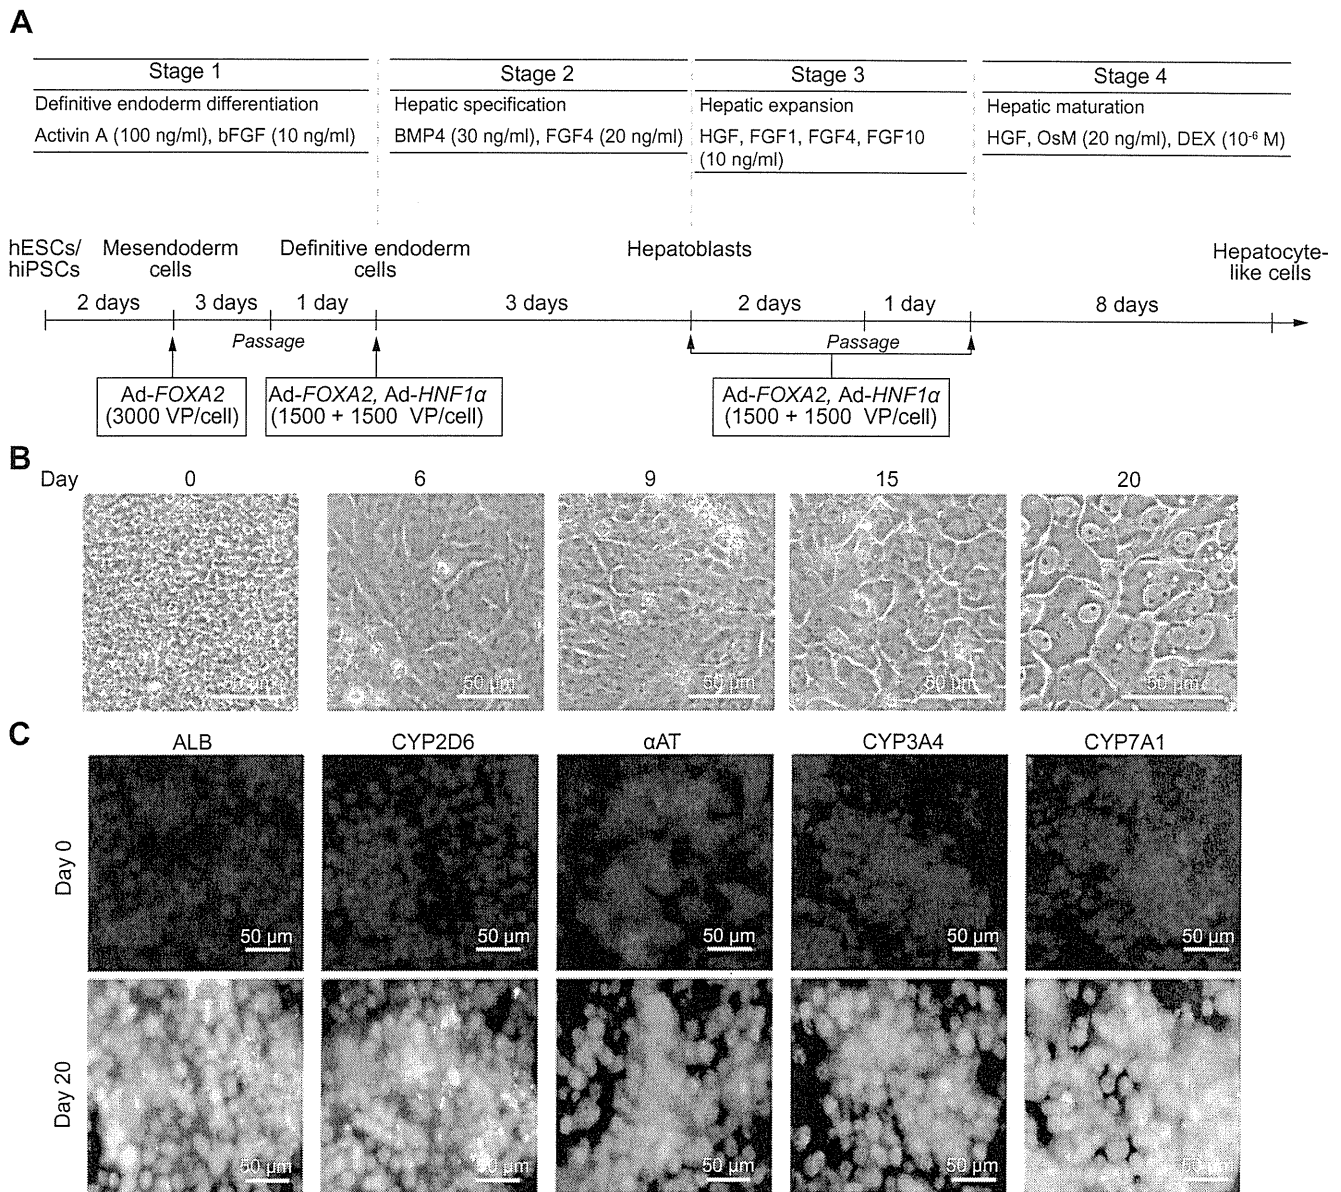 A
Stage 1
Definitive endoderm differentiation
Activin A (100 ng/ml), bFGF (10 ng/ml)
Stage 2
Hepatic specification
BMP4 (30 ng/ml), FGF4 (20 ng/ml)
Stage 3
Hepatic expansion
HGF, FGF1, FGF4, FGF10
(10 ng/ml)
Stage 4
Hepatic maturation
HGF, OsM (20 ng/ml), DEX (10⁻⁶ M)
hESCs/
hiPSCs
Mesendoderm
cells
Definitive endoderm
cells
Hepatoblasts
Hepatocyte-
like cells
2 days
3 days
1 day
3 days
2 days
1 day
8 days
Passage
Passage
Ad-FOXA2
(3000 VP/cell)
Ad-FOXA2, Ad-HNF1α
(1500 + 1500 VP/cell)
Ad-FOXA2, Ad-HNF1α
(1500 + 1500 VP/cell)
B
Day 0 6 9 15 20
50 µm 50 µm 50 µm 50 µm 50 µm
C
ALB CYP2D6 αAT CYP3A4 CYP7A1
Day 0
50 µm 50 µm 50 µm 50 µm 50 µm
Day 20
50 µm 50 µm 50 µm 50 µm 50 µm